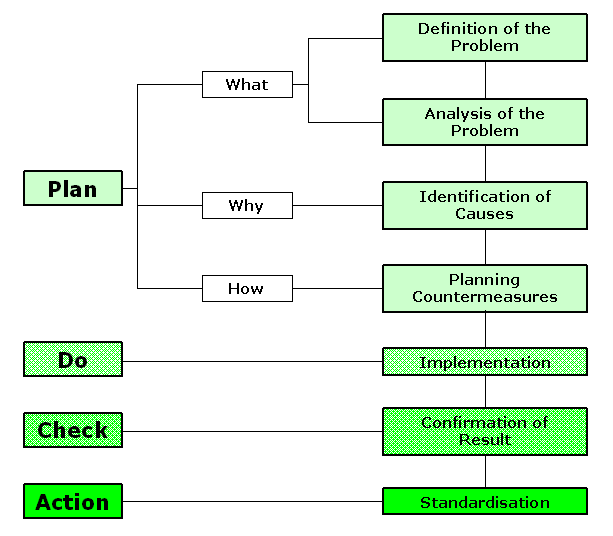 Definition of the
Problem
What
Analysis of the
Problem
Plan
Identification of
Causes
Why
Planning
Countermeasures
How
Do
Implementation
Check
Confirmation of
Result
Action
Standardisation